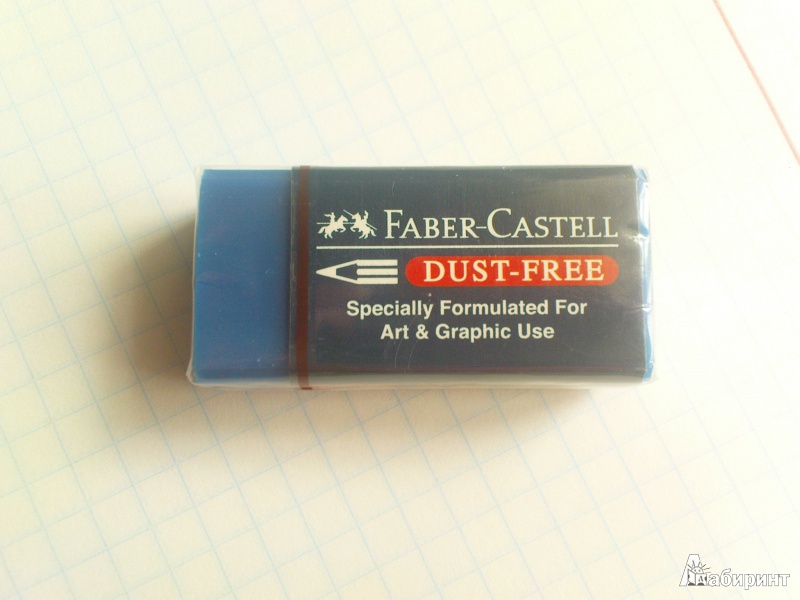 FABER-CASTELL
DUST-FREE
Specially Formulated For
Art & Graphic Use
Лабиринт